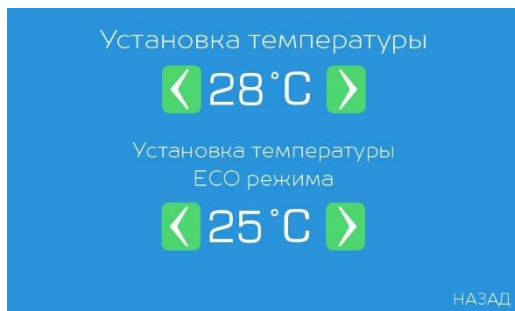 Установка температуры
28°C
Установка температуры
ECO режима
25°C
НАЗАД